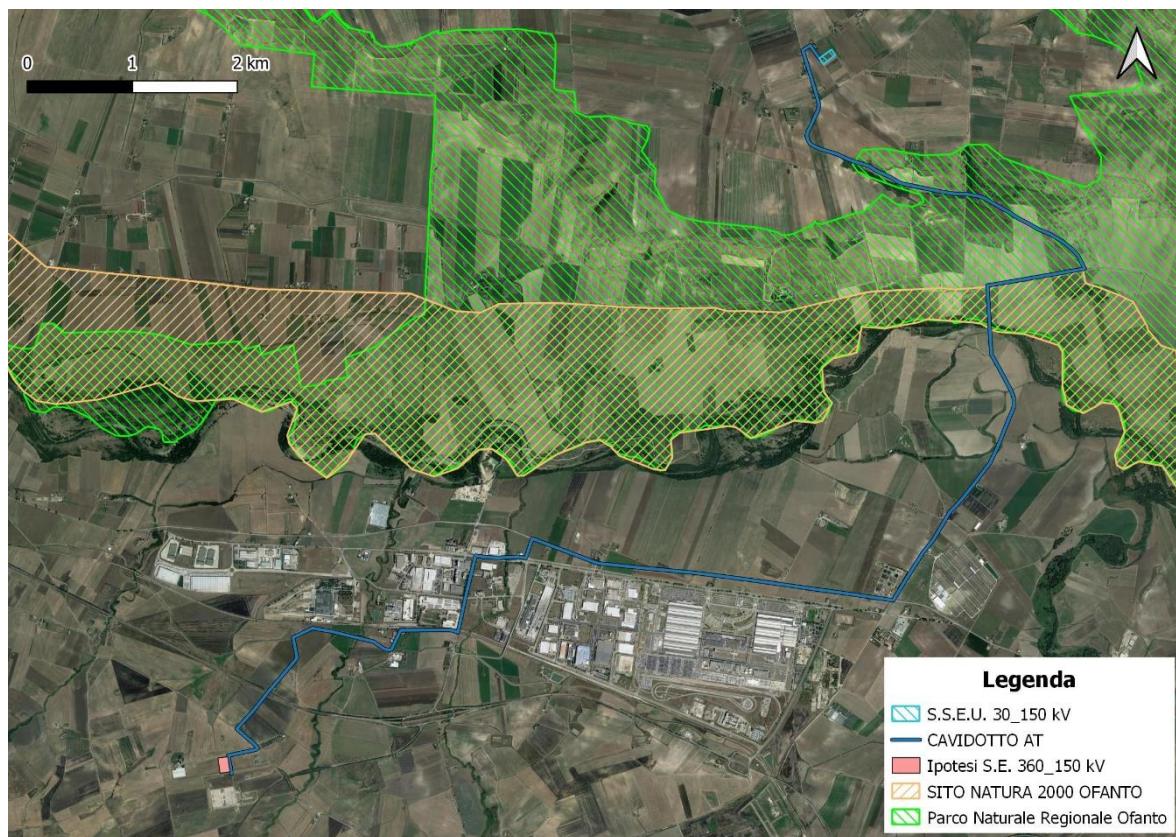 0 1 2 km
Legenda
S.S.E.U. 30_150 kV
CAVIDOTTO AT
Ipotesi S.E. 360_150 kV
SITO NATURA 2000 OFANTO
Parco Naturale Regionale Ofanto